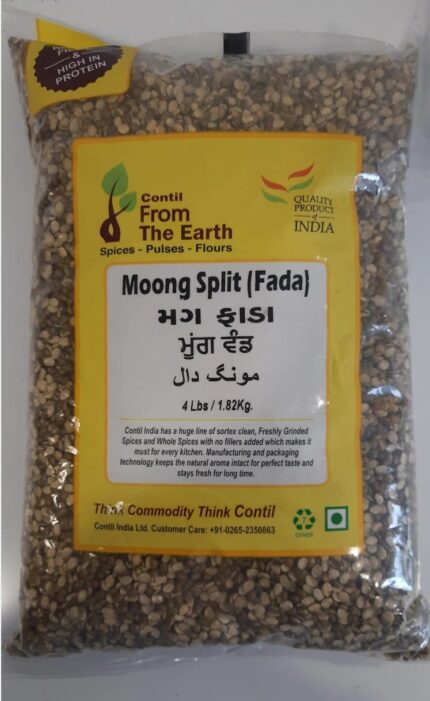 &
HIGH IN
PROTEIN
Contil
From
The Earth
Spices - Pulses - Flours
QUALITY
PRODUCT
of
INDIA
Moong Split (Fada)
મગ ફાડા
ਮੂੰਗ ਵੰਡ
مونگ دال
4 Lbs / 1.82Kg.
Contil India has a huge line of sortex clean, Freshly Grinded
Spices and Whole Spices with no fillers added which makes it
must for every kitchen. Manufacturing and packaging
technology keeps the natural aroma intact for perfect taste and
stays fresh for long time.
Think Commodity Think Contil
Contil India Ltd. Customer Care: +91-0265-2350863
7
OTHER